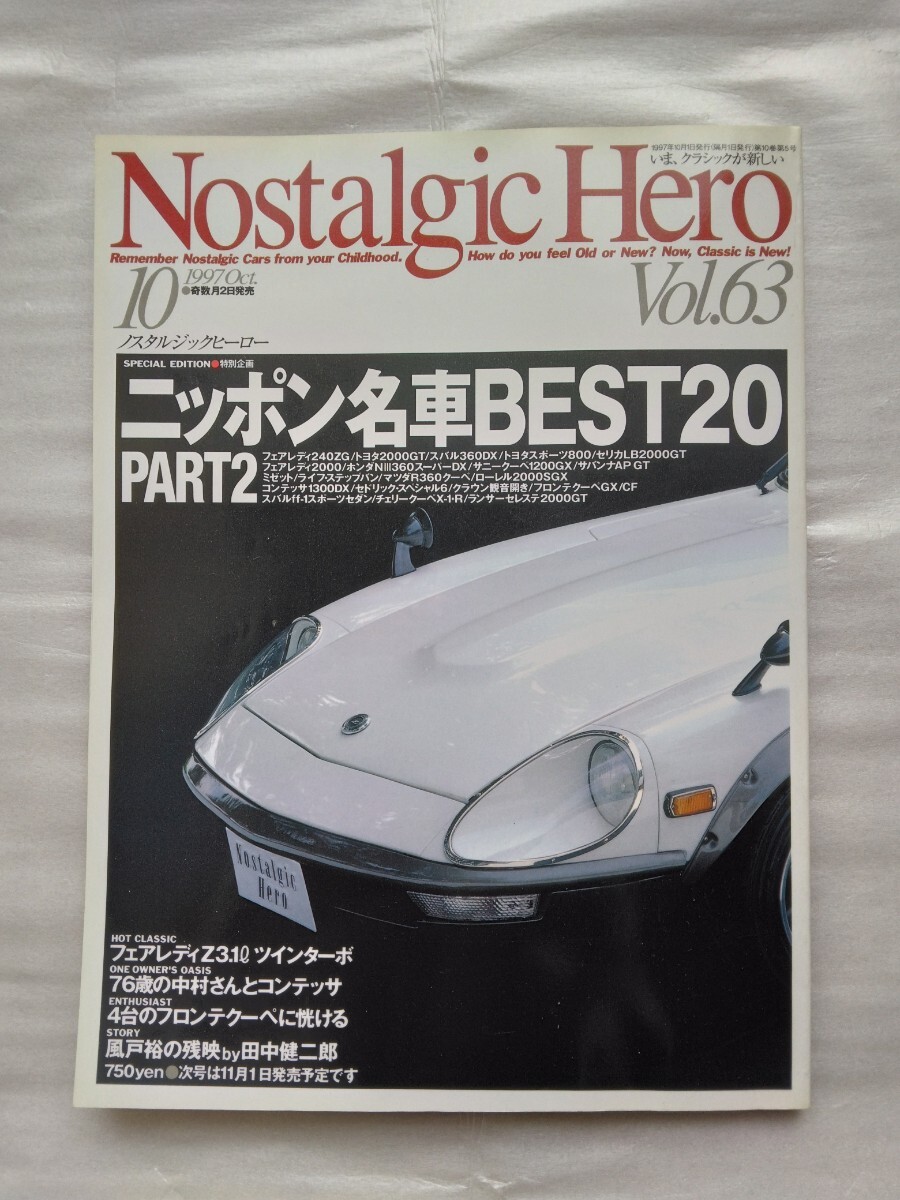 1997年10月1日発行(隔月1日発行)第10巻第5号
いま、クラシックが新しい
Nostalgic Hero
Remember Nostalgic Cars from your Childhood. How do you feel Old or New? Now, Classic is New!
10 1997 Oct.
●奇数月2日発売
Vol.63
ノスタルジックヒーロー
SPECIAL EDITION●特別企画
ニッポン名車BEST20
PART2
フェアレディ240ZG/トヨタ2000GT/スバル360DX/トヨタスポーツ800/セリカLB2000GT
フェアレディ2000/ホンダNIII360スーパーDX/サニークーペ1200GX/サバンナAP GT
ミゼット/ライフ・ステップバン/マツダR360クーペ/ローレル2000SGX
コンテッサ1300DX/セドリック・スペシャル6/クラウン観音開き/フロンテクーペGX/CF
スバルff-1スポーツセダン/チェリークーペX-1・R/ランサーセレステ2000GT
Nostalgic
Hero
HOT CLASSIC
フェアレディZ3.1ℓ ツインターボ
ONE OWNER'S OASIS
76歳の中村さんとコンテッサ
ENTHUSIAST
4台のフロンテクーペに恍ける
STORY
風戸裕の残映by田中健二郎
750yen●次号は11月1日発売予定です